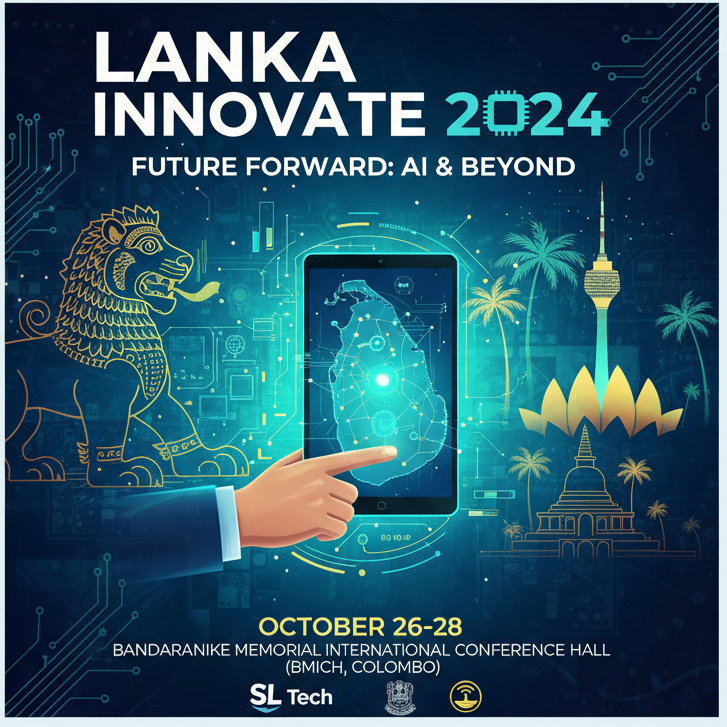 LANKA
INNOVATE 2024
FUTURE FORWARD: AI & BEYOND
OCTOBER 26-28
BANDARANIKE MEMORIAL INTERNATIONAL CONFERENCE HALL
(BMICH, COLOMBO)
SL Tech